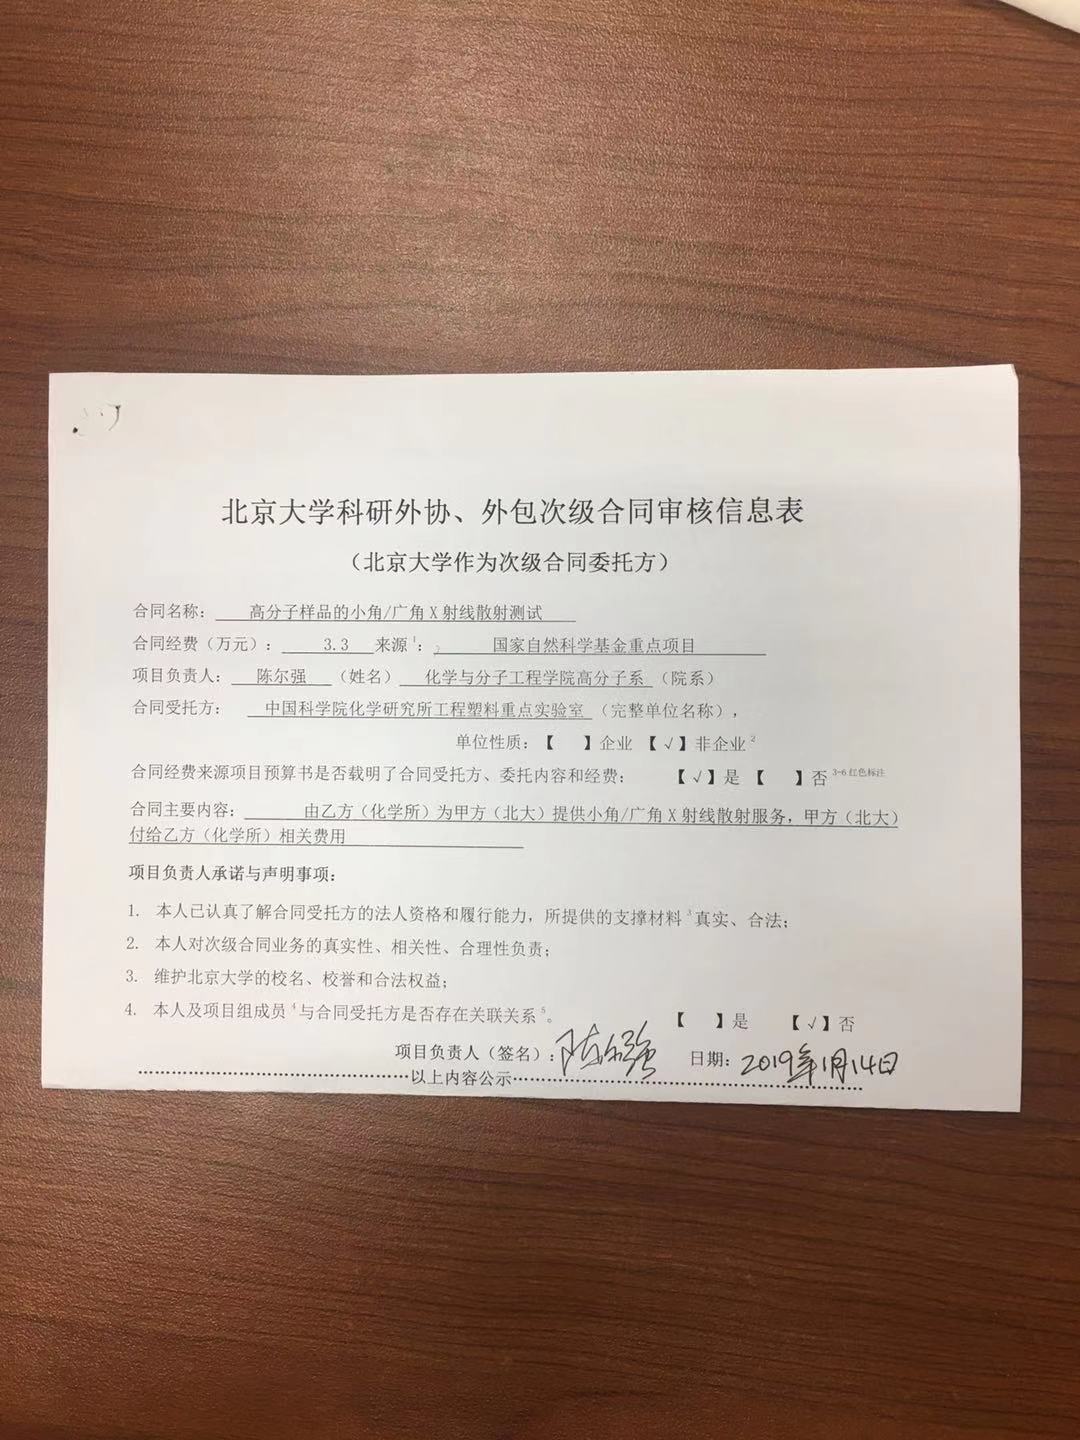 北京大学科研外协、外包次级合同审核信息表
（北京大学作为次级合同委托方）
合同名称： 高分子样品的小角/广角 X 射线散射测试
合同经费（万元）： 3.3 来源1： 国家自然科学基金重点项目
项目负责人： 陈尔强 （姓名） 化学与分子工程学院高分子系 （院系）
合同受托方： 中国科学院化学研究所工程塑料重点实验室 （完整单位名称），
单位性质：【 】企业 【√】非企业2
合同经费来源项目预算书是否载明了合同受托方、委托内容和经费； 【√】是 【 】否 3-6 红色标注
合同主要内容： 由乙方（化学所）为甲方（北大）提供小角/广角 X 射线散射服务，甲方（北大）
付给乙方（化学所）相关费用
项目负责人承诺与声明事项：
1. 本人已认真了解合同受托方的法人资格和履行能力，所提供的支撑材料3真实、合法；
2. 本人对次级合同业务的真实性、相关性、合理性负责；
3. 维护北京大学的校名、校誉和合法权益；
4. 本人及项目组成员4与合同受托方是否存在关联关系5。 【 】是 【√】否
项目负责人（签名）：陈尔强 日期：2019年1月14日
以上内容公示